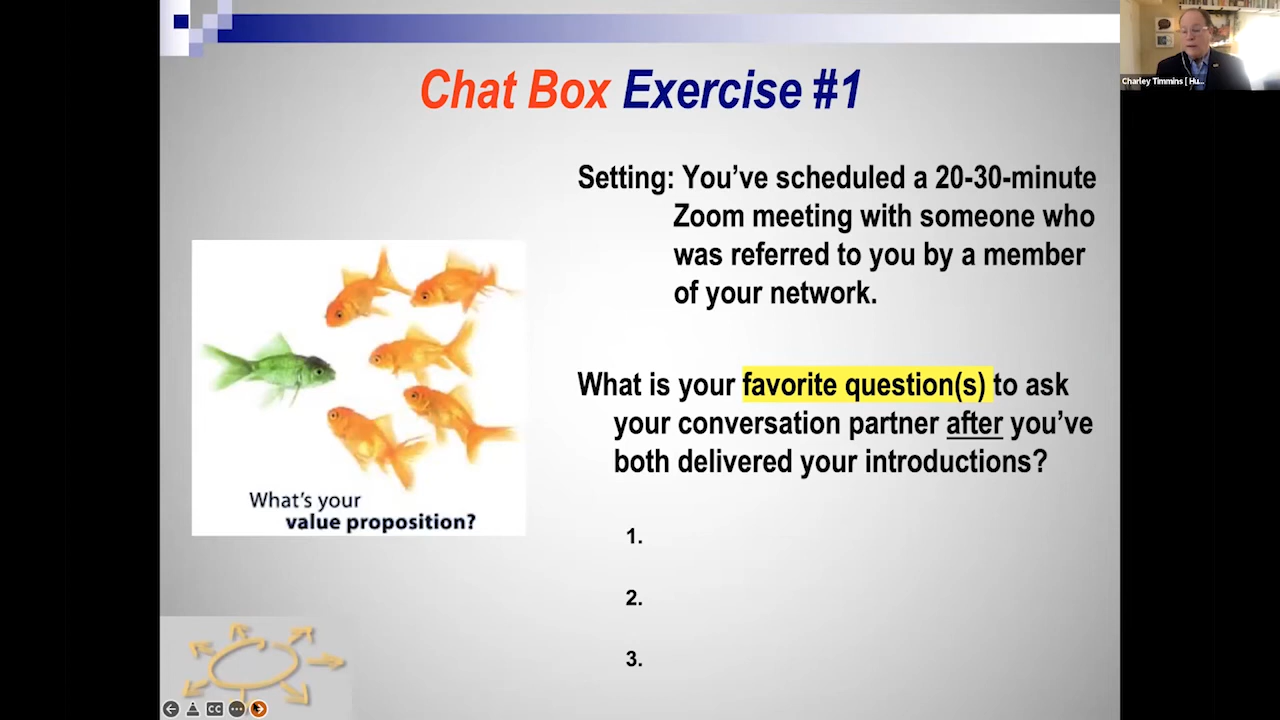 Chat Box Exercise #1
Charley Timmins [ Hu...
Setting: You’ve scheduled a 20-30-minute
Zoom meeting with someone who
was referred to you by a member
of your network.
What is your favorite question(s) to ask
your conversation partner after you’ve
both delivered your introductions?
What's your
value proposition?
1.
2.
3.
CC